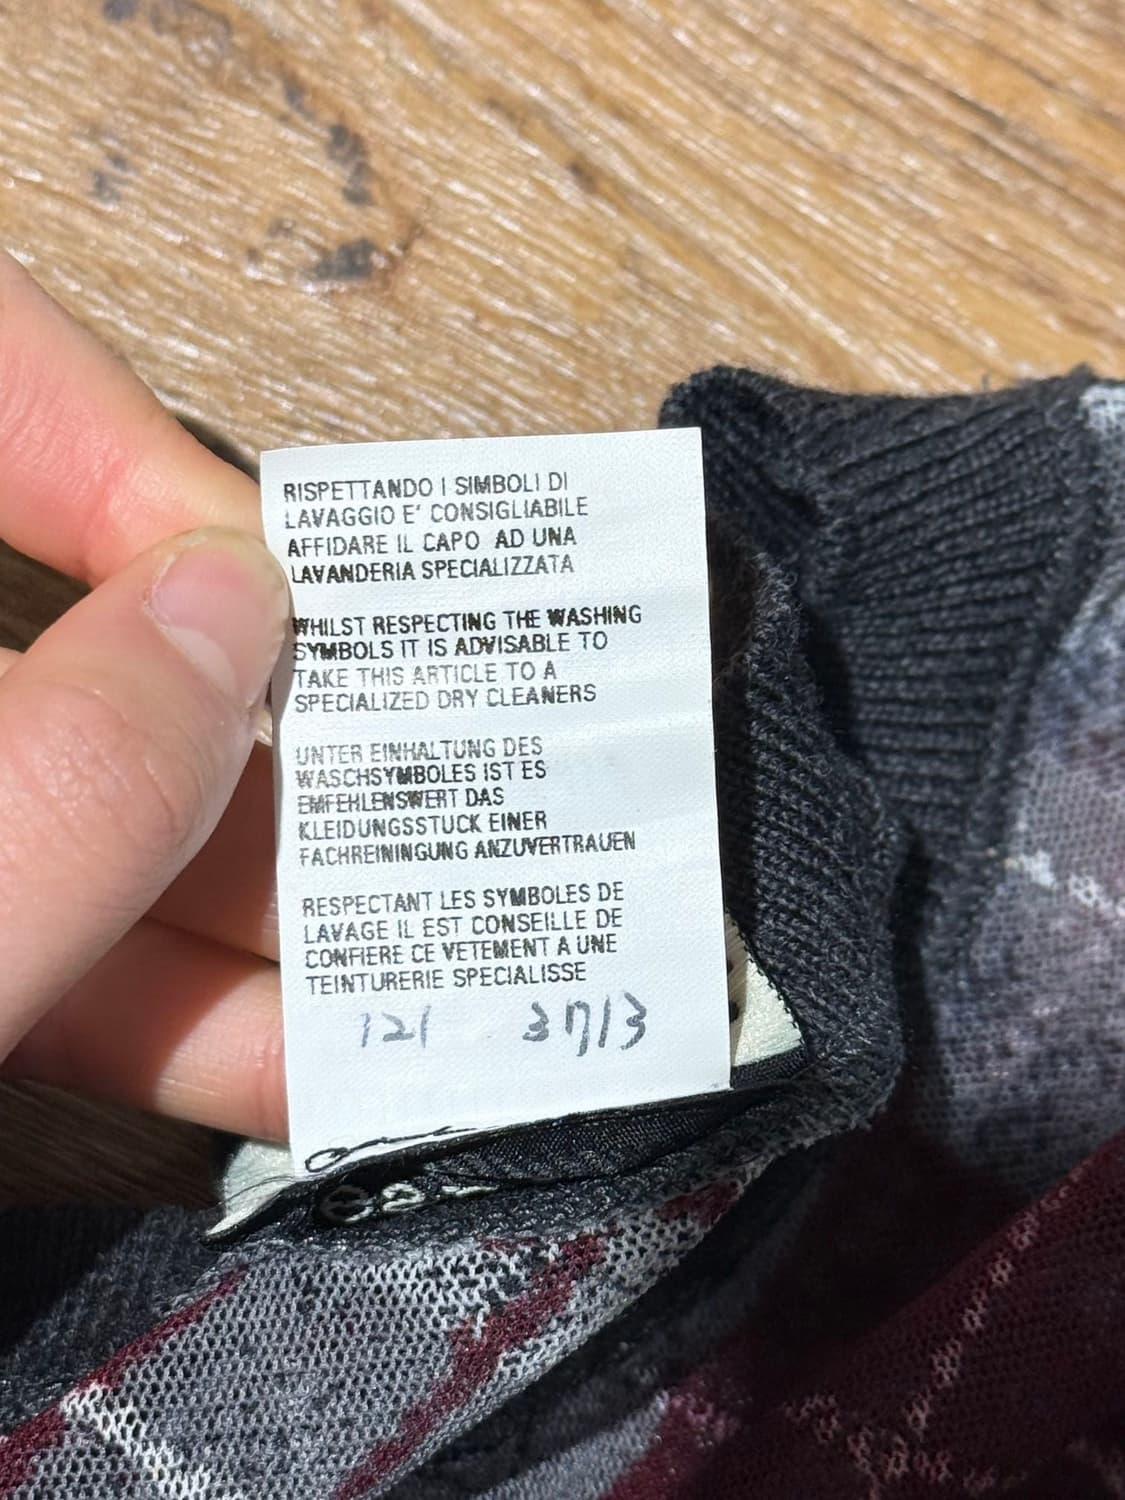 RISPETTANDO I SIMBOLI DI
LAVAGGIO E' CONSIGLIABILE
AFFIDARE IL CAPO AD UNA
LAVANDERIA SPECIALIZZATA
WHILST RESPECTING THE WASHING
SYMBOLS IT IS ADVISABLE TO
TAKE THIS ARTICLE TO A
SPECIALIZED DRY CLEANERS
UNTER EINHALTUNG DES
WASCHSYMBOLES IST ES
EMFEHLENSWERT DAS
KLEIDUNGSSTUCK EINER
FACHREININGUNG ANZUVERTRAUEN
RESPECTANT LES SYMBOLES DE
LAVAGE IL EST CONSEILLE DE
CONFIERE CE VETEMENT A UNE
TEINTURERIE SPECIALISSE
121